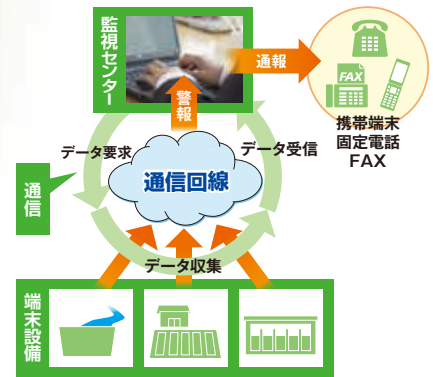 監視センター
通報
FAX
警報
携帯端末
固定電話
FAX
データ要求
データ受信
通信回線
通信
データ収集
端末設備